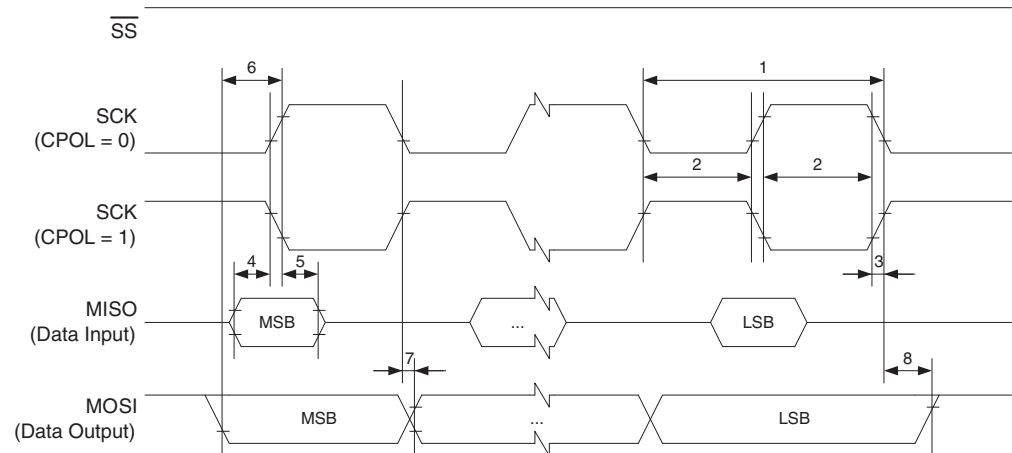 SS
6
1
SCK
(CPOL = 0)
2
2
SCK
(CPOL = 1)
4
5
3
MISO
(Data Input)
MSB
...
LSB
7
8
MOSI
(Data Output)
MSB
...
LSB